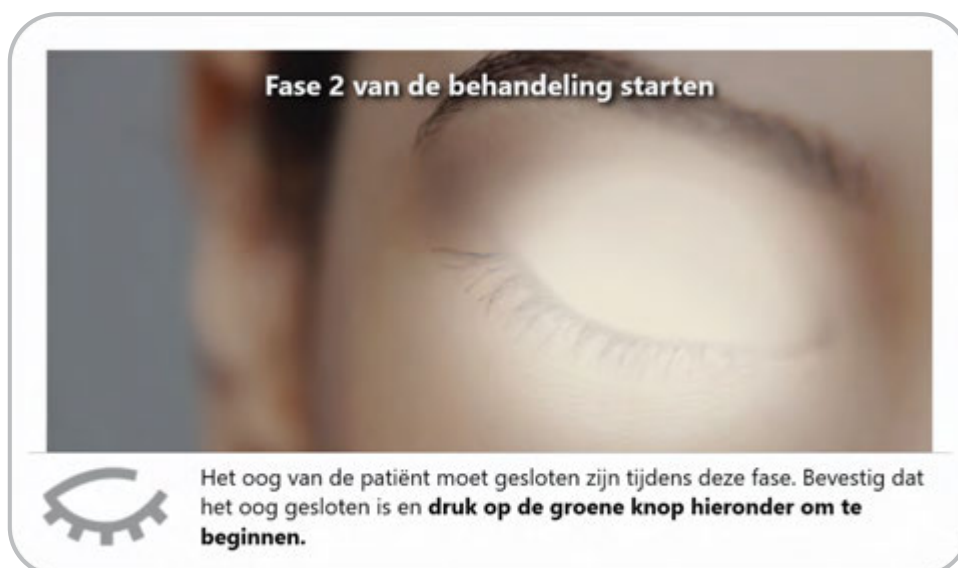 Fase 2 van de behandeling starten
Het oog van de patiënt moet gesloten zijn tijdens deze fase. Bevestig dat
het oog gesloten is en druk op de groene knop hieronder om te
beginnen.